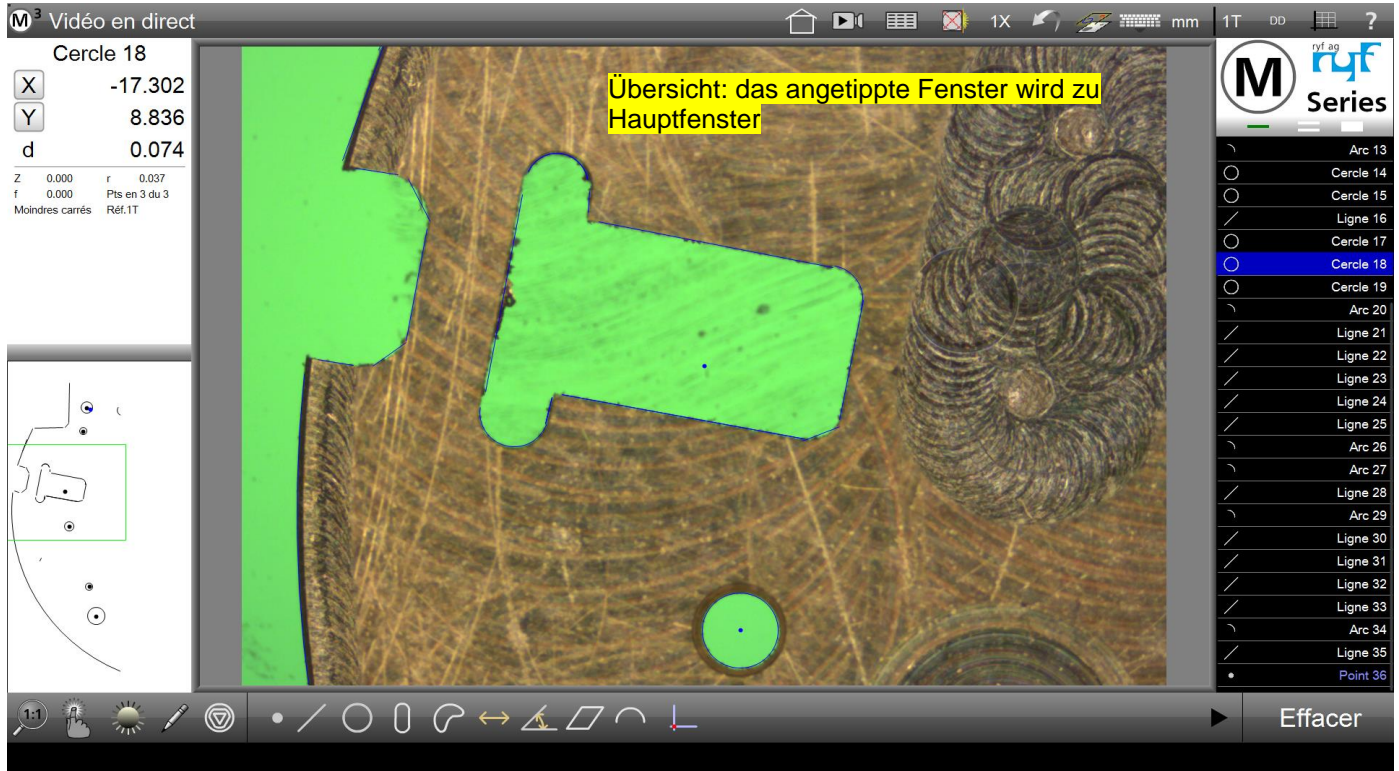 M³ Vidéo en direct
1X
mm
1T
DD
?
Cercle 18
X -17.302
Y 8.836
d 0.074
Z 0.000 r 0.037
f 0.000 Pts en 3 du 3
Moindres carrés Réf.1T
Übersicht: das angetippte Fenster wird zu
Hauptfenster
M
ryf ag
ryf
Series
Arc 13
Cercle 14
Cercle 15
Ligne 16
Cercle 17
Cercle 18
Cercle 19
Arc 20
Ligne 21
Ligne 22
Ligne 23
Ligne 24
Ligne 25
Arc 26
Arc 27
Ligne 28
Arc 29
Ligne 30
Ligne 31
Ligne 32
Ligne 33
Arc 34
Ligne 35
Point 36
1:1
Effacer